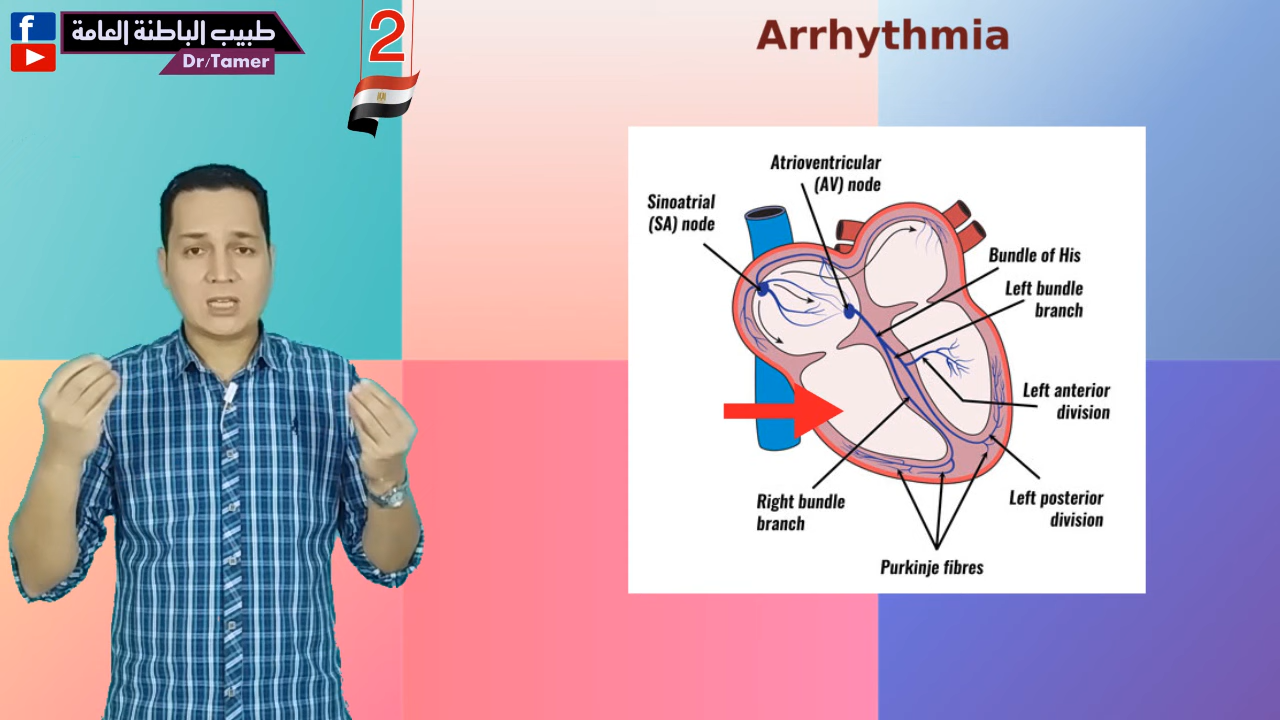 f
طبيب الباطنة العامة
Dr/Tamer
2
Arrhythmia
Atrioventricular
(AV) node
Sinoatrial
(SA) node
Bundle of His
Left bundle
branch
Left anterior
division
Right bundle
branch
Left posterior
division
Purkinje fibres